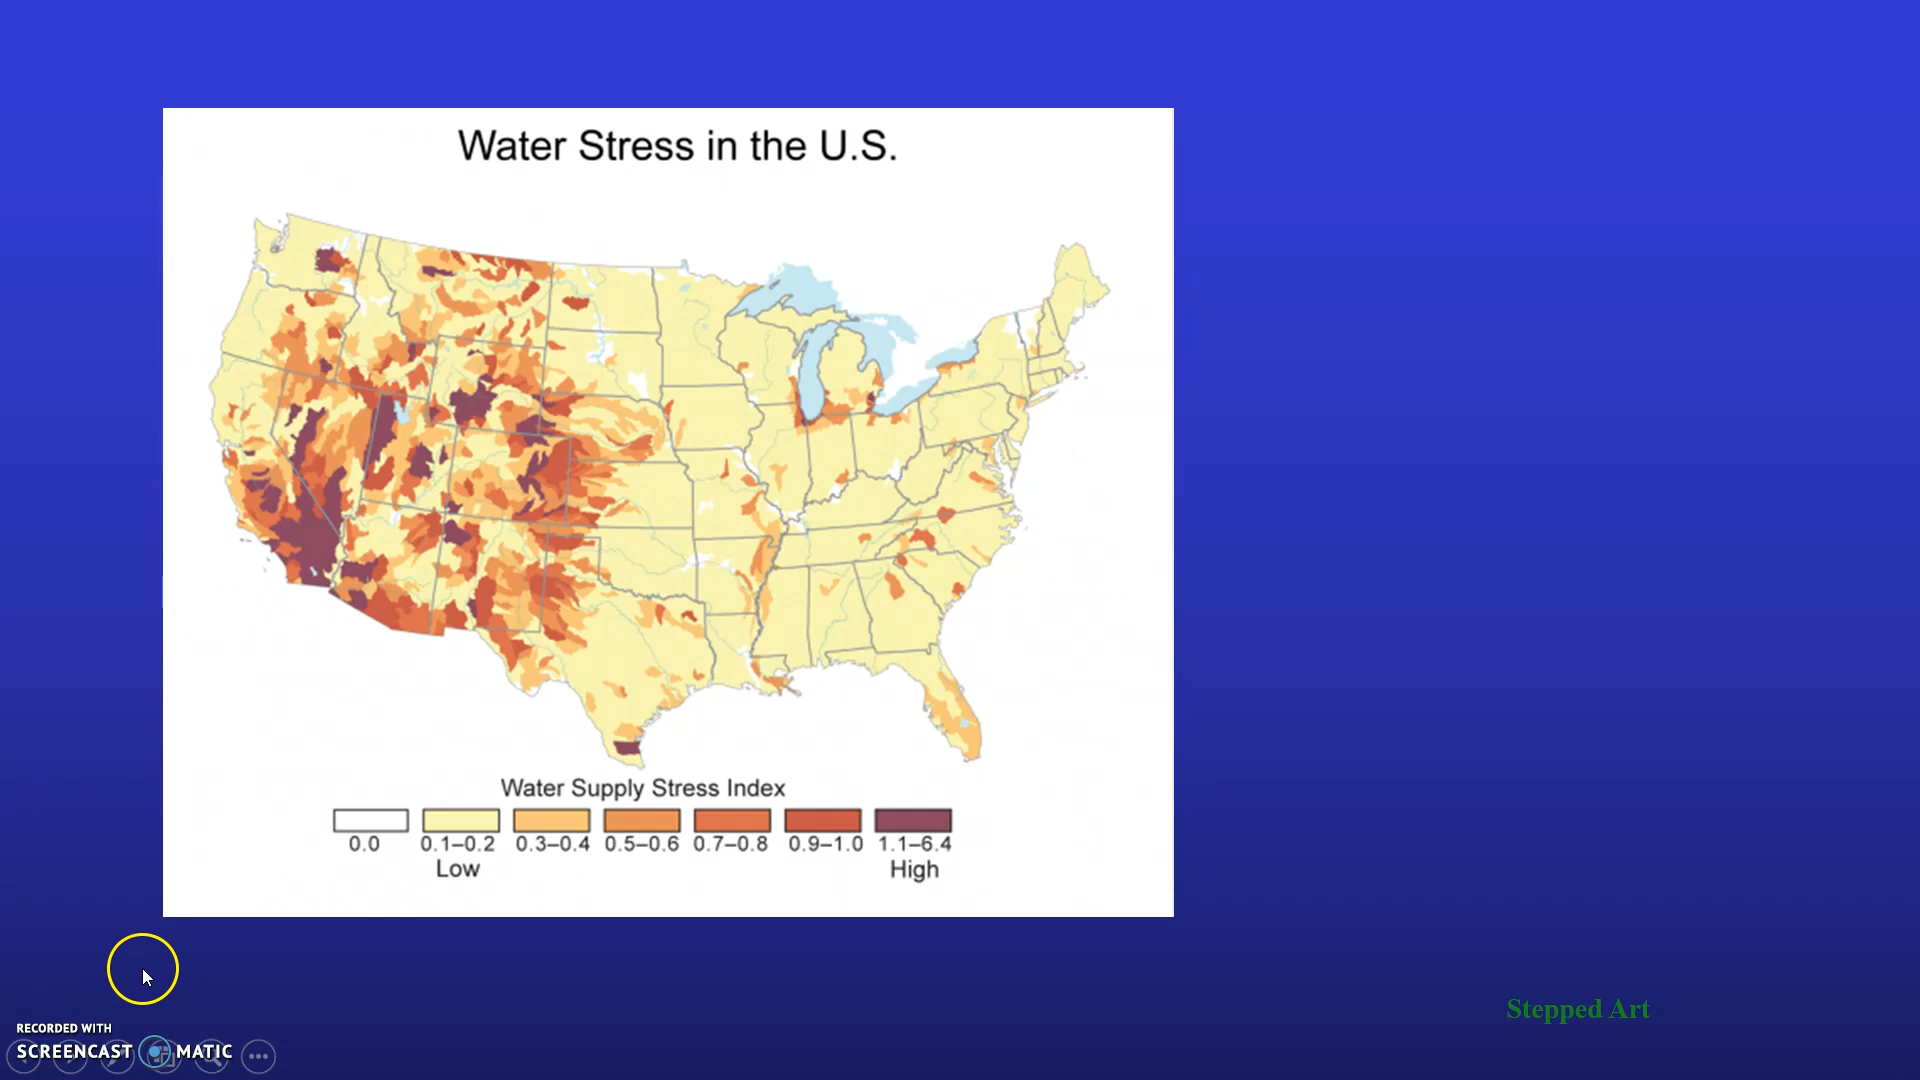 Water Stress in the U.S.
Water Supply Stress Index
0.0 0.1–0.2 0.3–0.4 0.5–0.6 0.7–0.8 0.9–1.0 1.1–6.4
Low High
Stepped Art
RECORDED WITH
SCREENCAST MATIC